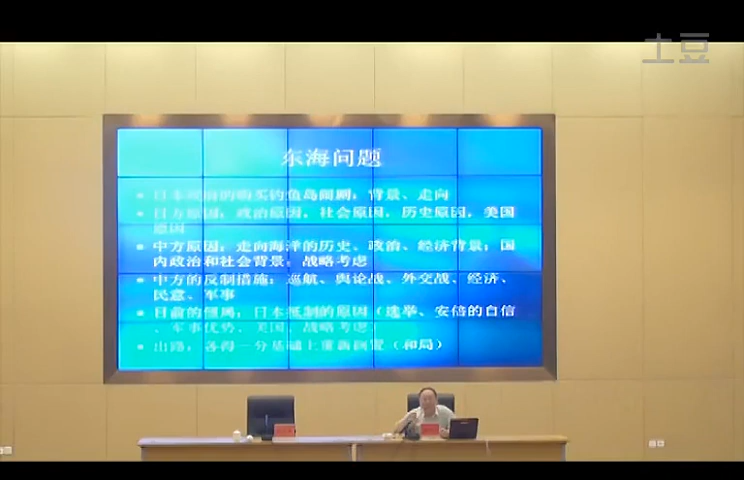 土豆
东海问题
日本政府的购买钓鱼岛闹剧：背景、走向
日方原因：政治原因，社会原因，历史原因，美国
原因
中方原因：走向海洋的历史、政治、经济背景；国
内政治和社会背景；战略考虑
中方的反制措施：巡航、舆论战、外交战、经济、
民意、军事
目前的僵局：日本抵制的原因（选举、安倍的自信
、军事优势、美国、战略考虑）
出路：各得一分基础上重新搁置（和局）